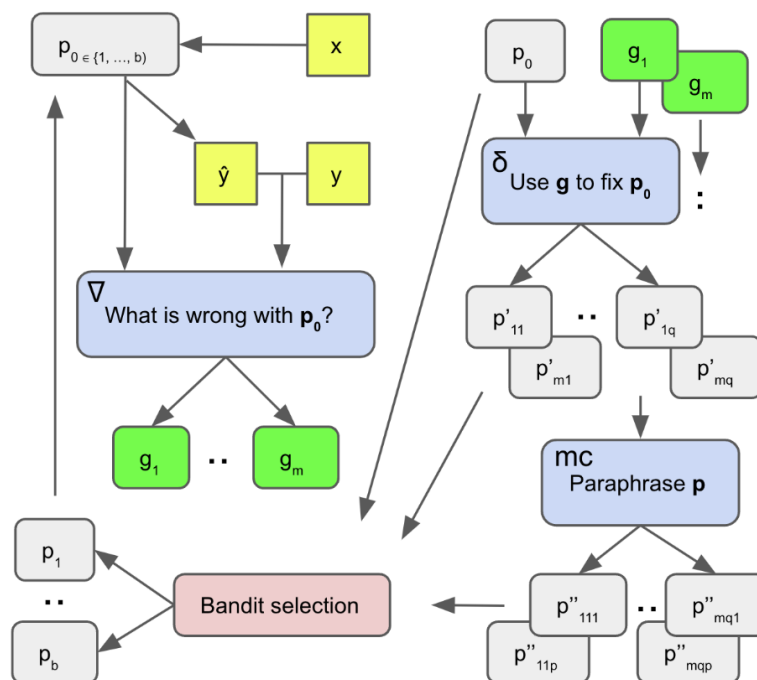 p0 ∈ {1, …, b)
x
ŷ
y
∇
What is wrong with p0?
g1
..
gm
p1
..
pb
Bandit selection
p0
g1
gm
δ
Use g to fix p0
:
p'11
..
p'1q
p'm1
p'mq
mc
Paraphrase p
p''111
..
p''mq1
p''11p
p''mqp